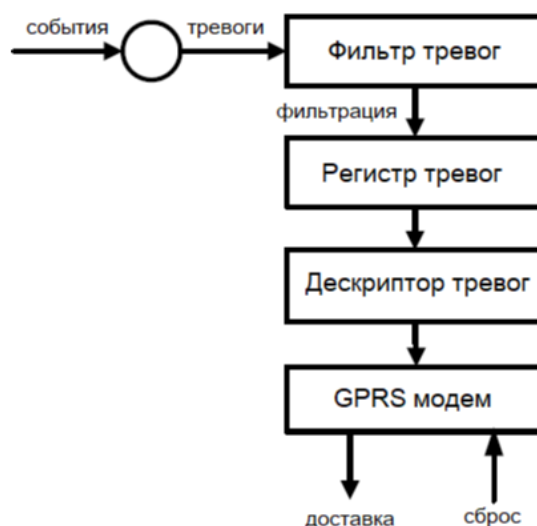 события
тревоги
Фильтр тревог
фильтрация
Регистр тревог
Дескриптор тревог
GPRS модем
доставка
сброс